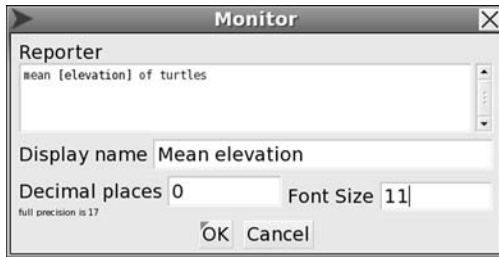 Monitor
Reporter
mean [elevation] of turtles
Display name Mean elevation
Decimal places 0 Font Size 11
full precision is 17
OK Cancel